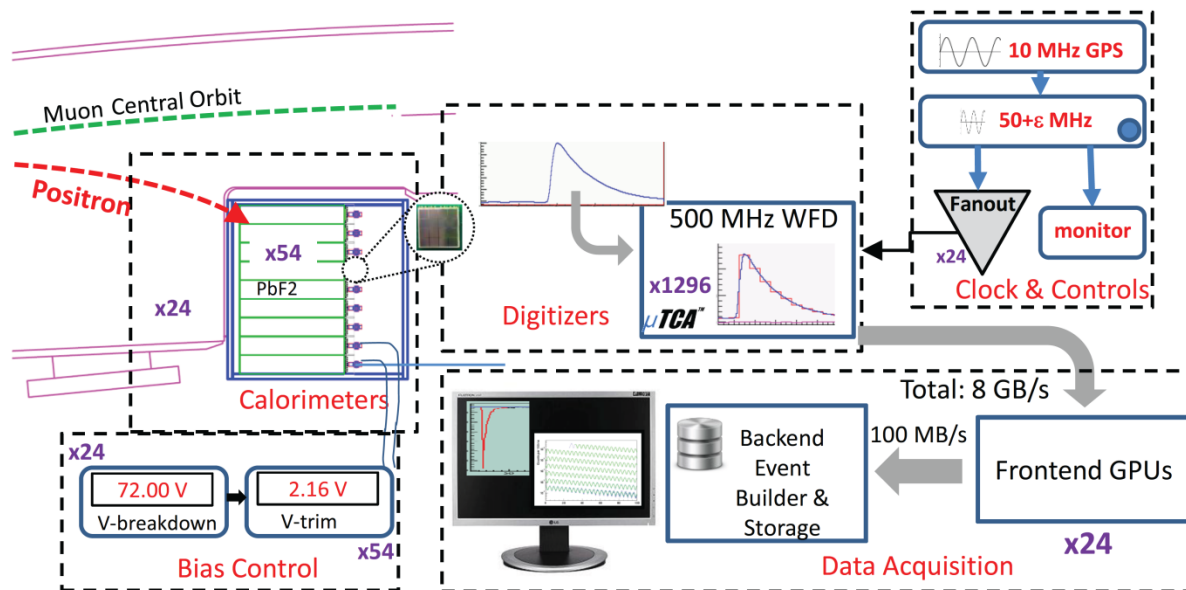 Muon Central Orbit
Positron
x54
PbF2
x24
Calorimeters
x24
72.00 V
V-breakdown
2.16 V
V-trim
x54
Bias Control
500 MHz WFD
x1296
µTCA™
Digitizers
10 MHz GPS
50+ε MHz
Fanout
x24
monitor
Clock & Controls
Total: 8 GB/s
100 MB/s
Backend
Event
Builder &
Storage
Frontend GPUs
x24
Data Acquisition